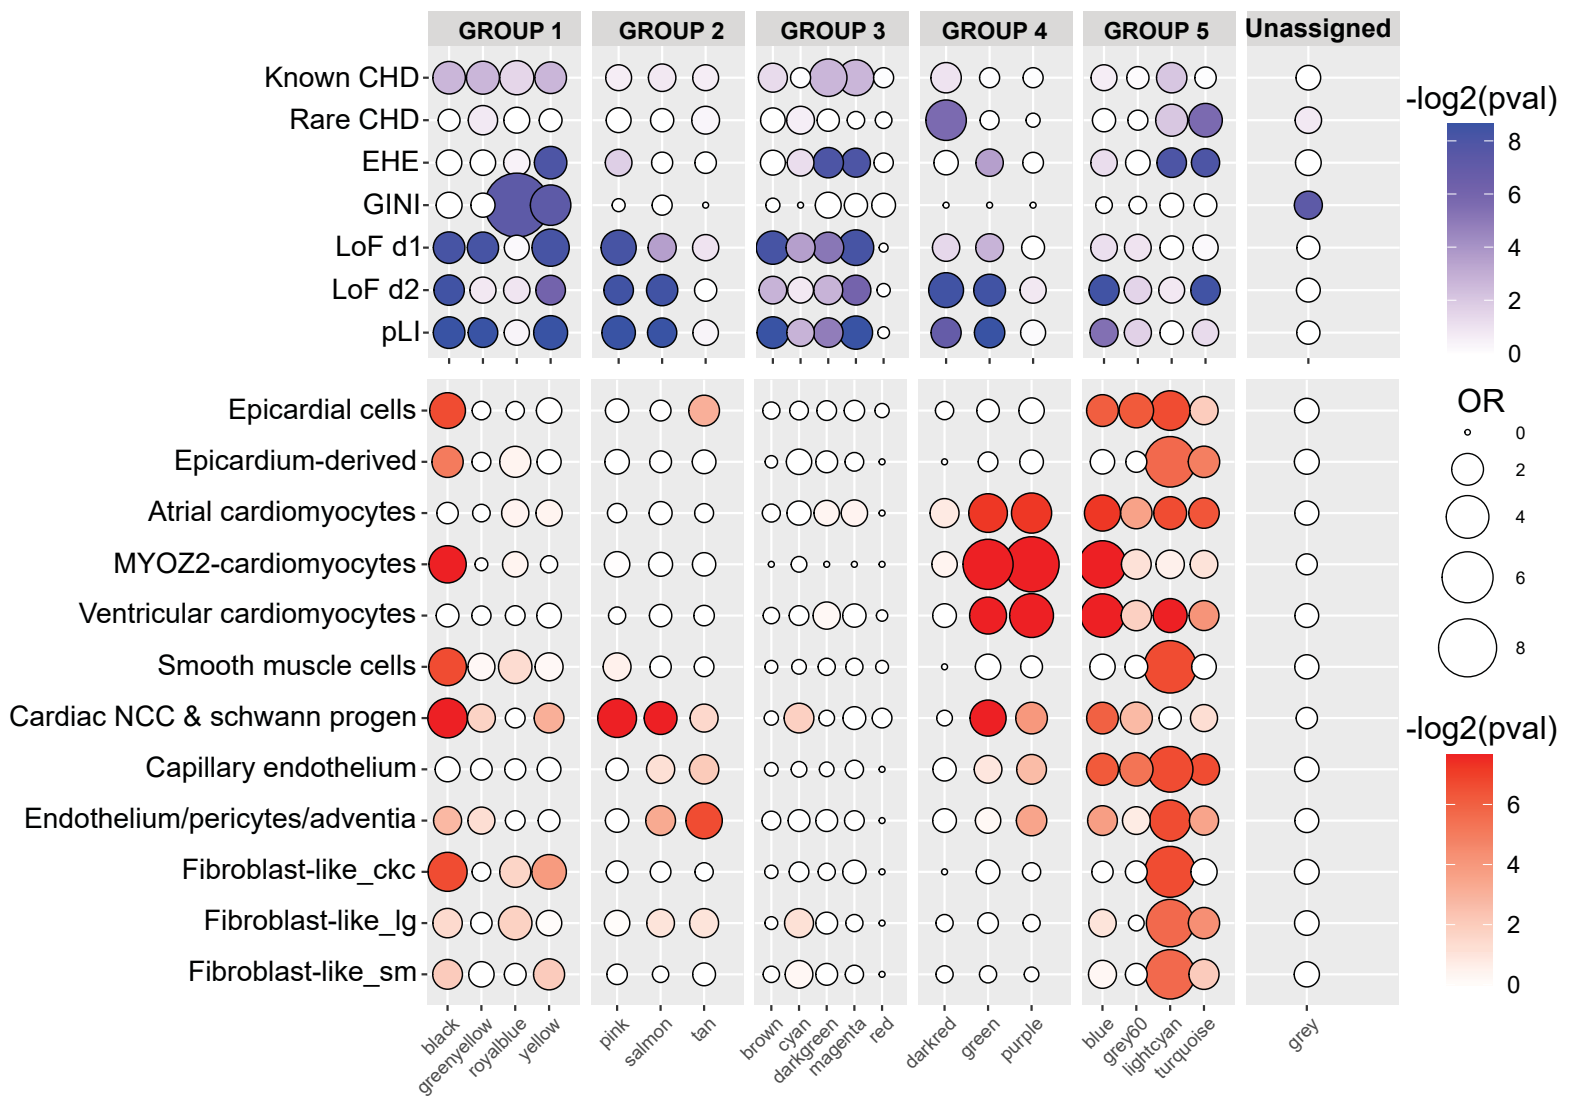 GROUP 1 GROUP 2 GROUP 3 GROUP 4 GROUP 5 Unassigned
Known CHD
Rare CHD
EHE
GINI
LoF d1
LoF d2
pLI
-log2(pval)
8
6
4
2
0
Epicardial cells
Epicardium-derived
Atrial cardiomyocytes
MYOZ2-cardiomyocytes
Ventricular cardiomyocytes
Smooth muscle cells
Cardiac NCC & schwann progen
Capillary endothelium
Endothelium/pericytes/adventia
Fibroblast-like_ckc
Fibroblast-like_lg
Fibroblast-like_sm
OR
0
2
4
6
8
-log2(pval)
6
4
2
0
black
greenyellow
royalblue
yellow
pink
salmon
tan
brown
cyan
darkgreen
magenta
red
darkred
green
purple
blue
grey60
lightcyan
turquoise
grey